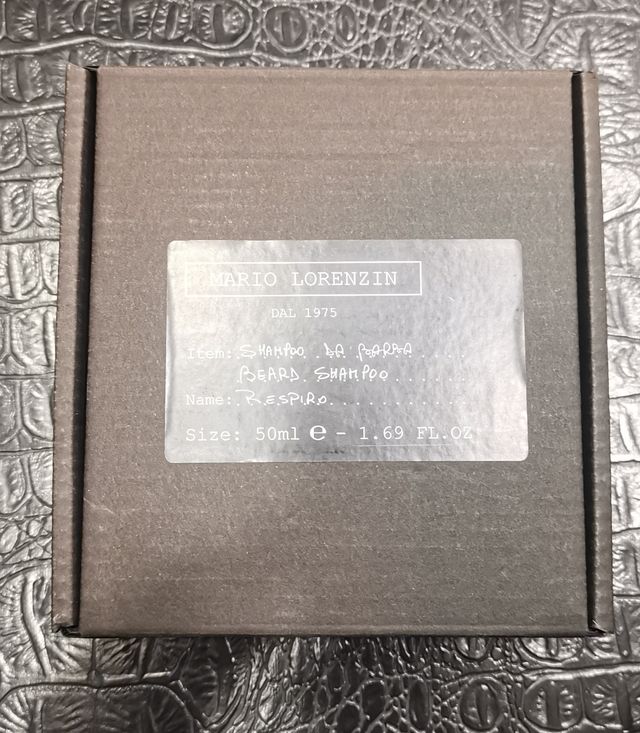 MARIO LORENZIN
DAL 1975
Item: SHAMPOO DA BARBA
BEARD SHAMPOO
Name: RESPIRO
Size: 50ml ℮ - 1.69 FL.OZ